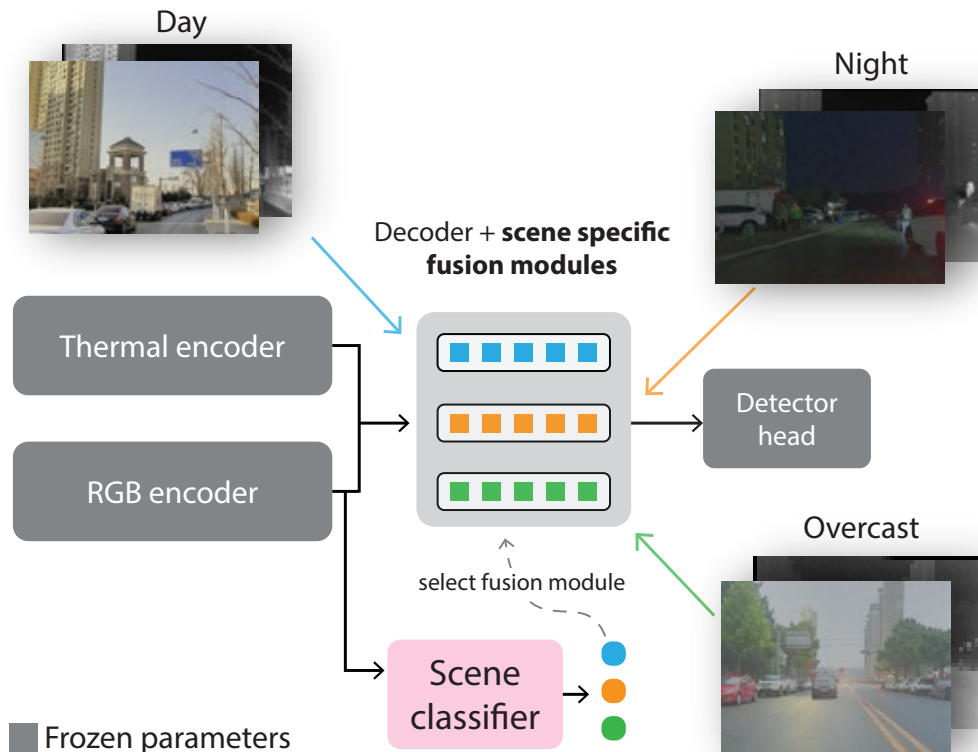 Day
Night
Decoder + scene specific
fusion modules
Thermal encoder
Detector
head
RGB encoder
Overcast
select fusion module
Scene
classifier
Frozen parameters